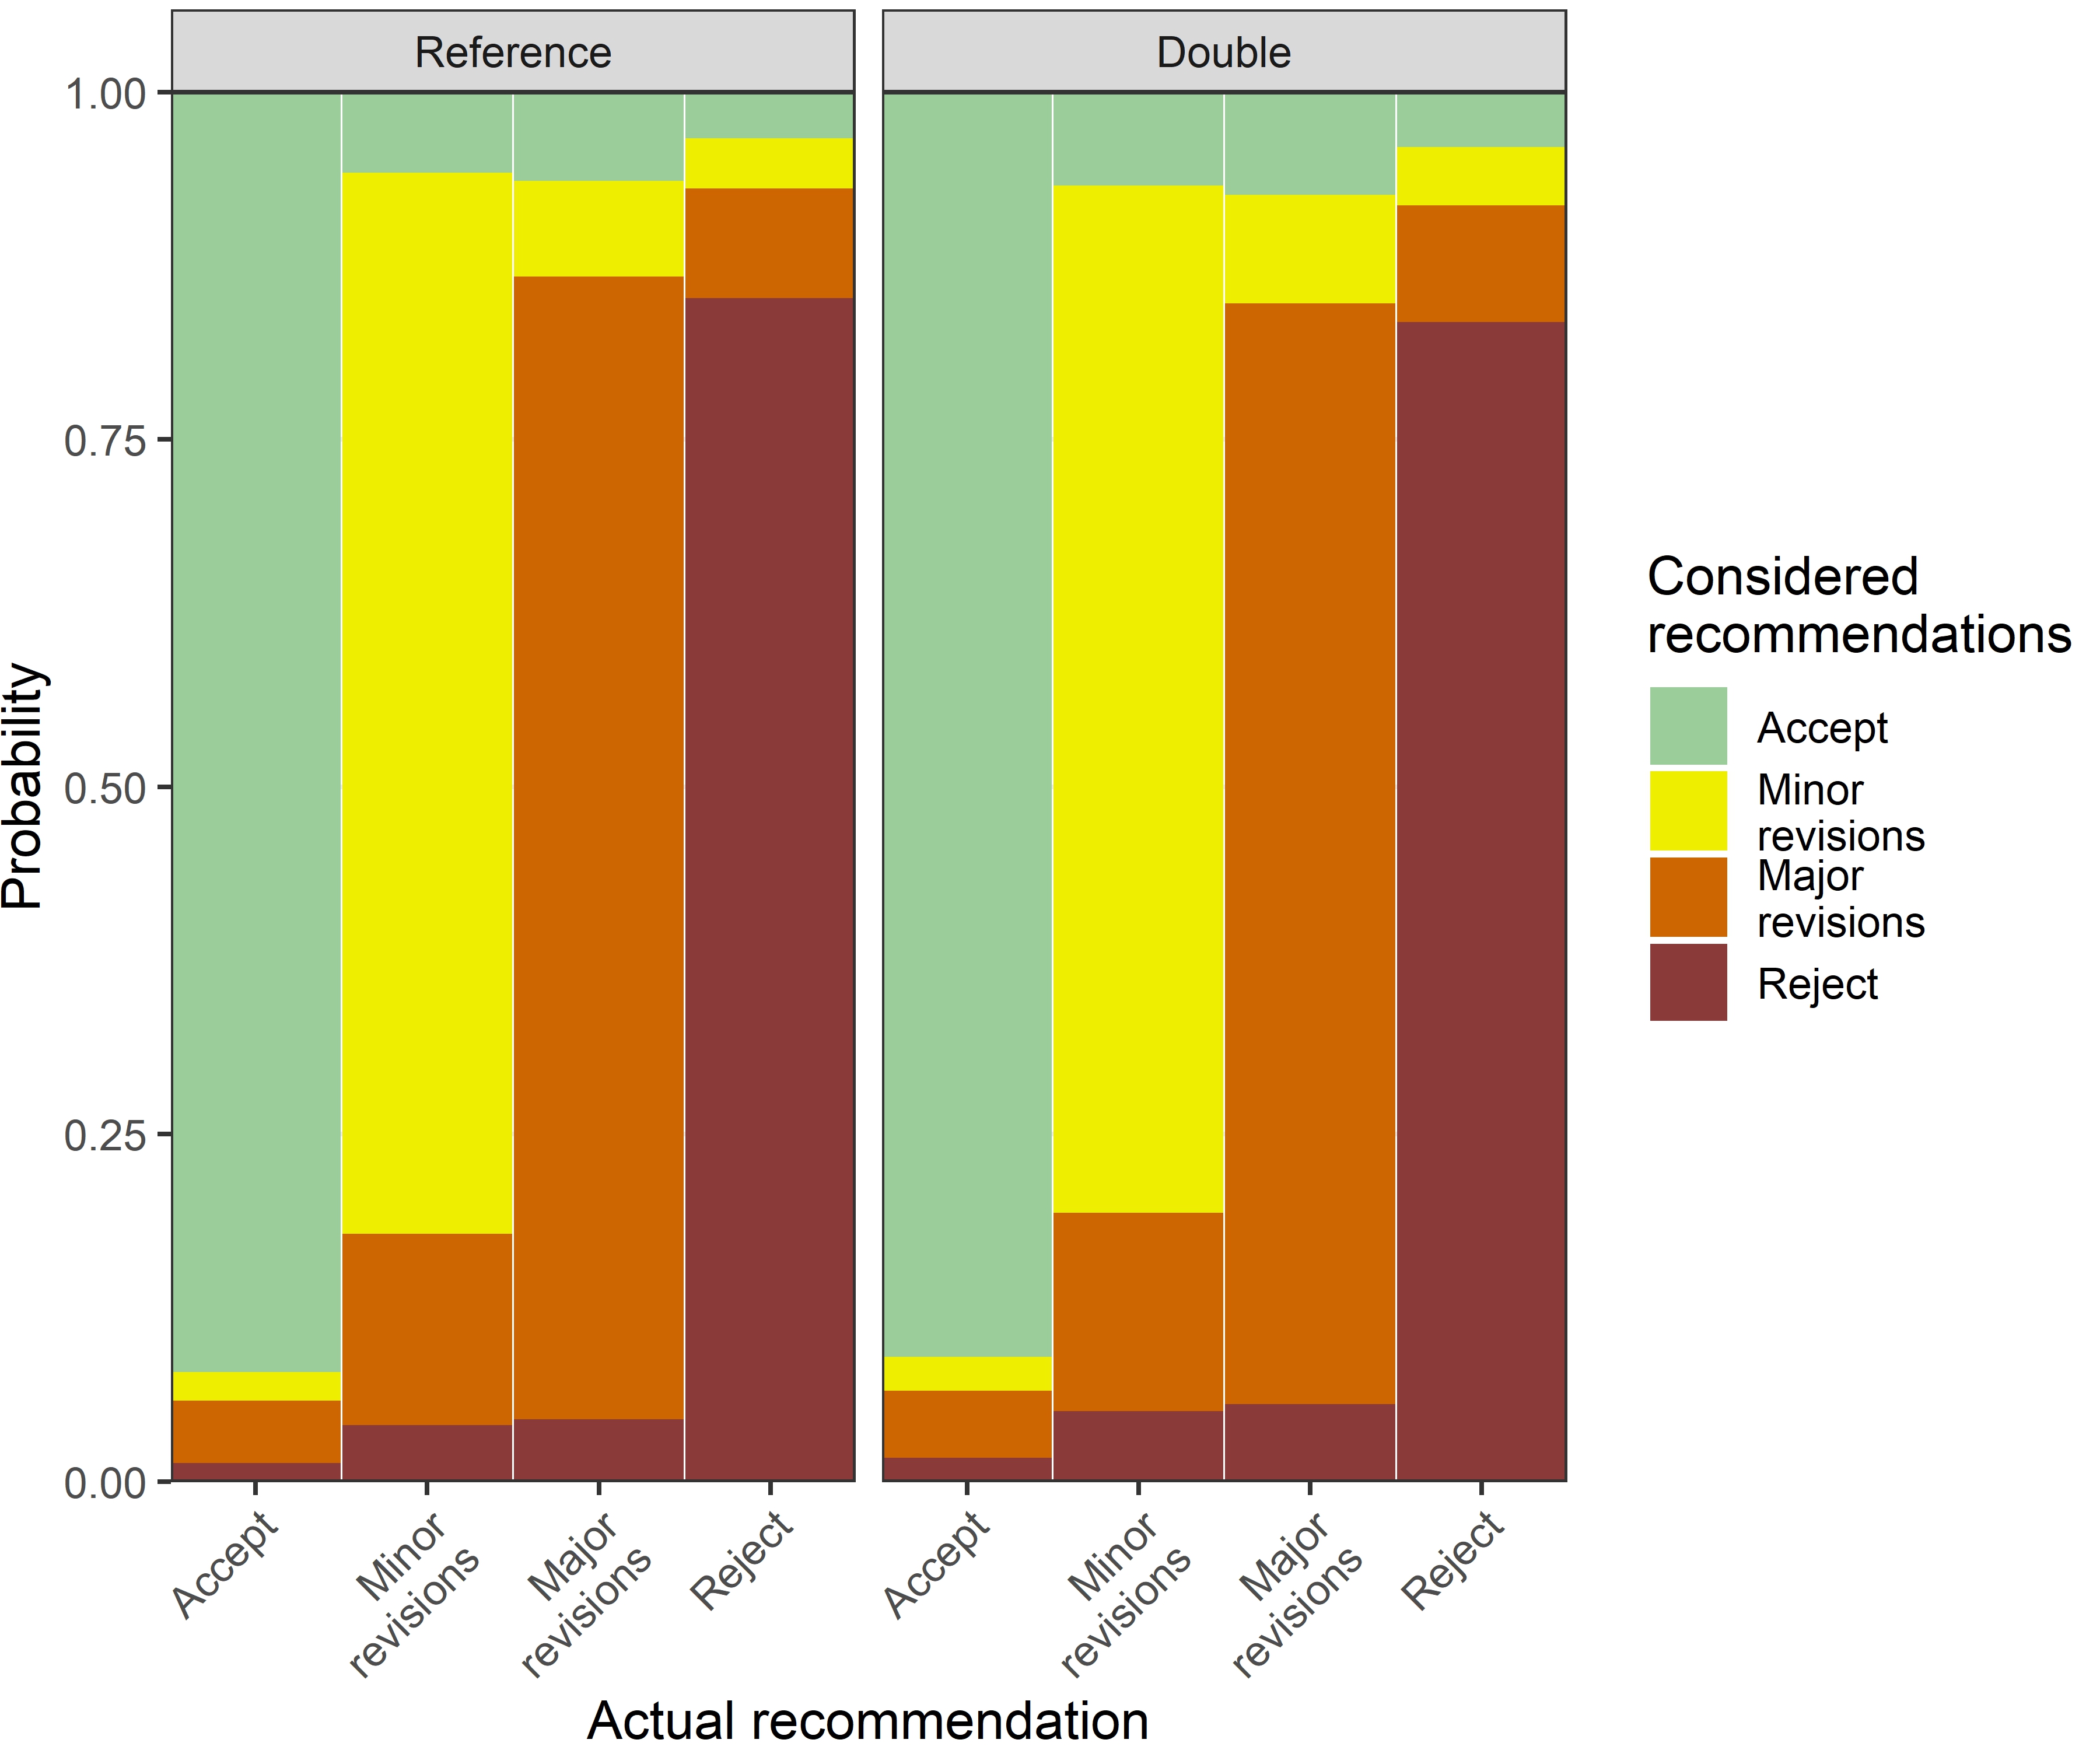 Reference
Double
1.00
0.75
0.50
0.25
0.00
Probability
Accept
Minor
revisions
Major
revisions
Reject
Accept
Minor
revisions
Major
revisions
Reject
Actual recommendation
Considered
recommendations
Accept
Minor
revisions
Major
revisions
Reject